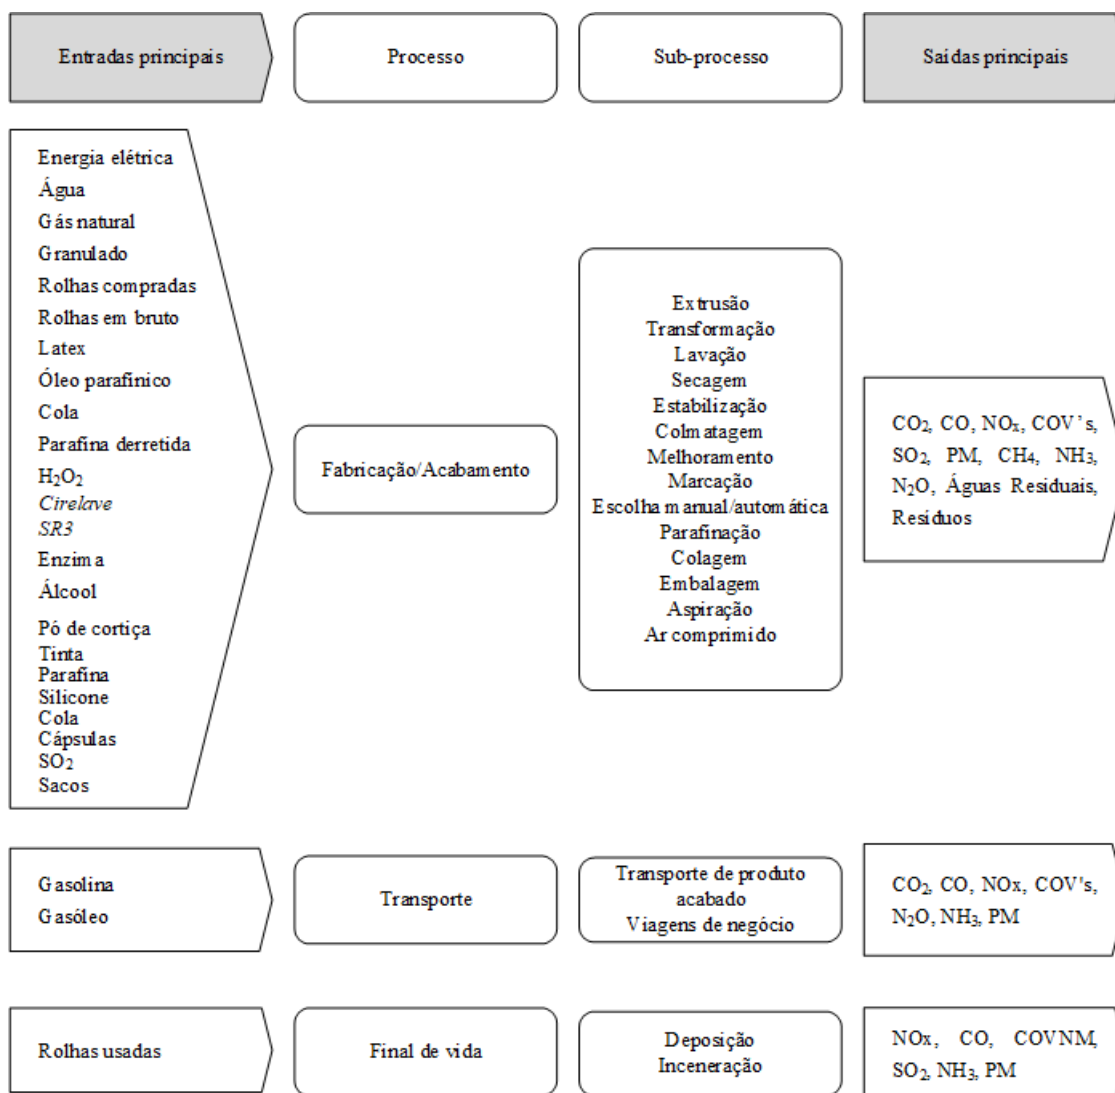 Entradas principais
Processo
Sub-processo
Saídas principais
Energia elétrica
Água
Gás natural
Granulado
Rolhas compradas
Rolhas em bruto
Latex
Óleo parafínico
Cola
Parafina derretida
H₂O₂
Cirelave
SR3
Enzima
Álcool
Pó de cortiça
Tinta
Parafina
Silicone
Cola
Cápsulas
SO₂
Sacos
Fabricação/Acabamento
Extrusão
Transformação
Lavação
Secagem
Estabilização
Colmatagem
Melhoramento
Marcação
Escolha manual/automática
Parafinação
Colagem
Embalagem
Aspiração
Ar comprimido
CO₂, CO, NOₓ, COV's,
SO₂, PM, CH₄, NH₃,
N₂O, Águas Residuais,
Resíduos
Gasolina
Gasóleo
Transporte
Transporte de produto
acabado
Viagens de negócio
CO₂, CO, NOx, COV's,
N₂O, NH₃, PM
Rolhas usadas
Final de vida
Deposição
Inceneração
NOx, CO, COVNM,
SO₂, NH₃, PM